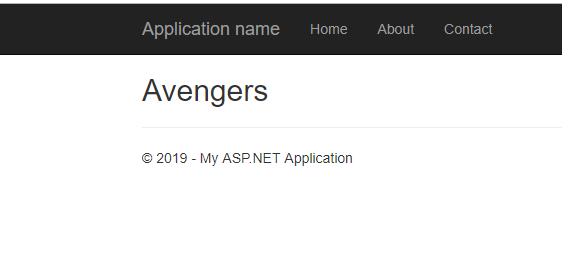 Application name Home About Contact
Avengers
© 2019 - My ASP.NET Application